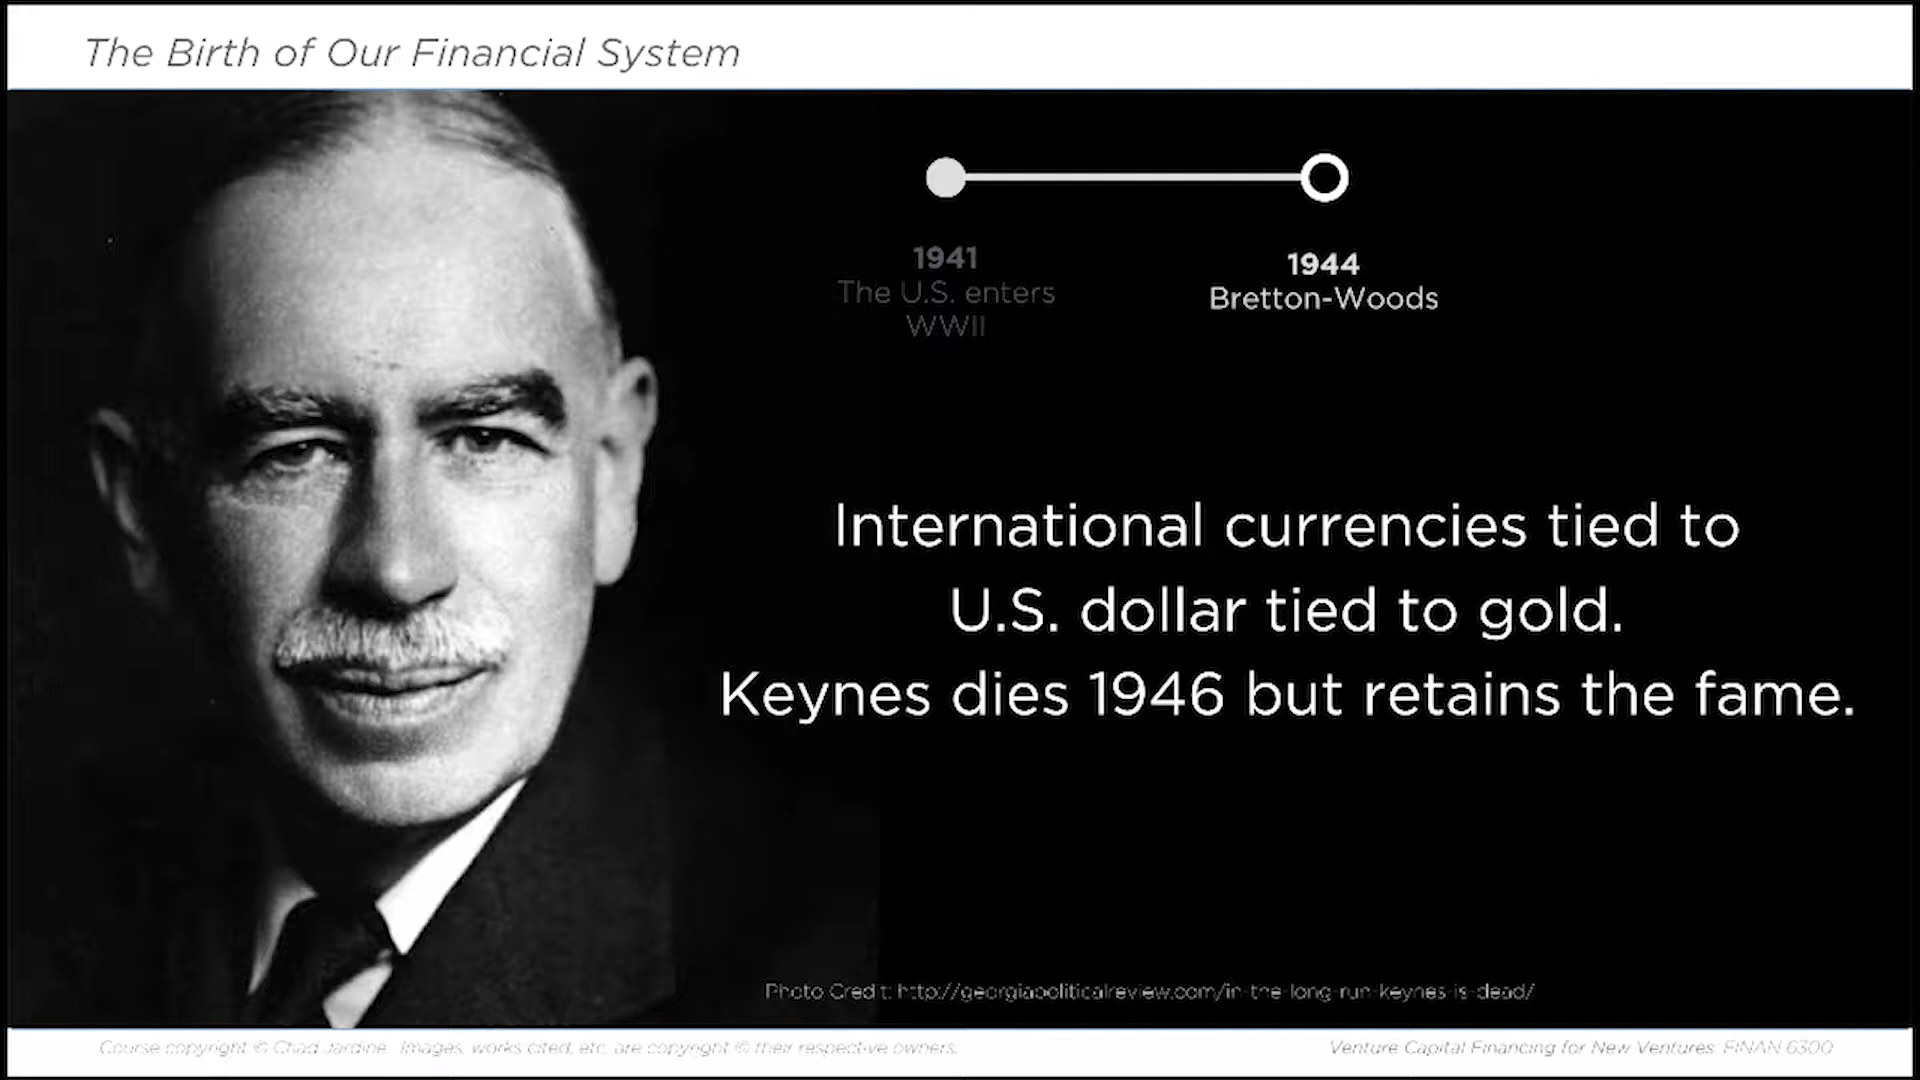 The Birth of Our Financial System
1941
The U.S. enters
WWII
1944
Bretton-Woods
International currencies tied to
U.S. dollar tied to gold.
Keynes dies 1946 but retains the fame.
Photo Credit: http://georgiapoliticalreview.com/in-the-long-run-keynes-is-dead/
Course copyright © Chad Jardine. Images, works cited, etc. are copyright © their respective owners.
Venture Capital Financing for New Ventures: FINAN 6300